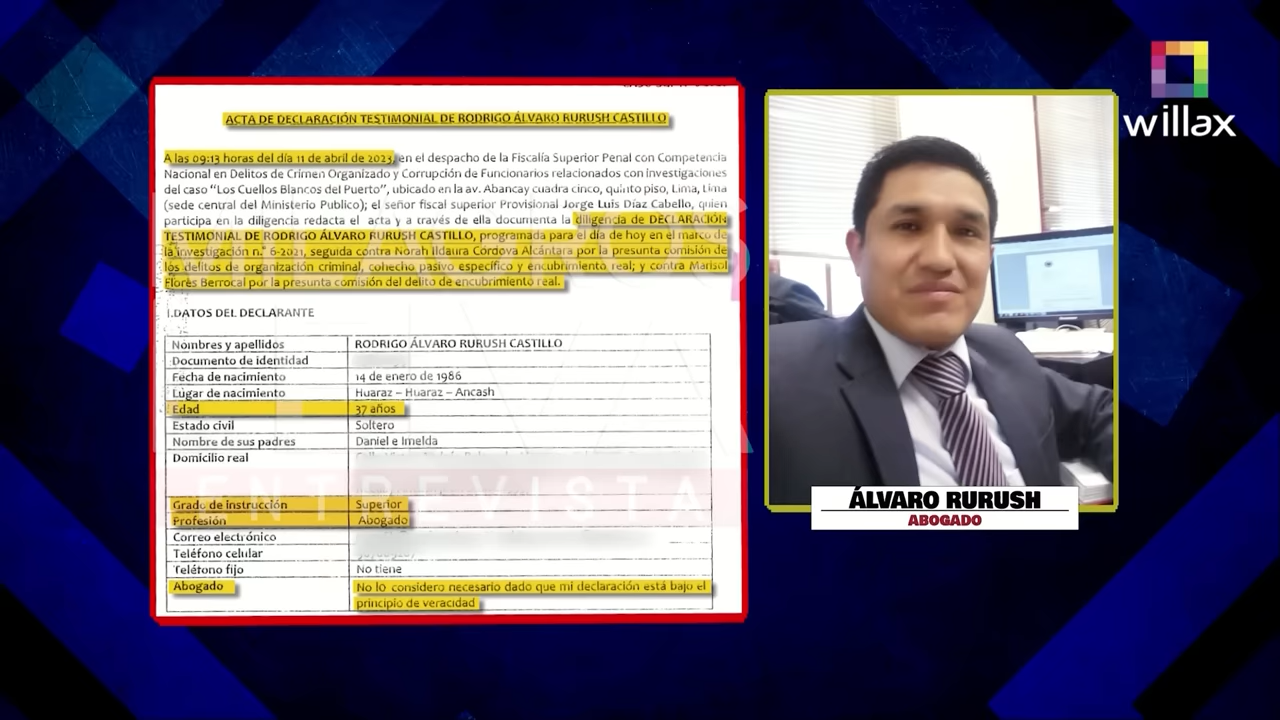 ACTA DE DECLARACIÓN TESTIMONIAL DE RODRIGO ÁLVARO RURUSH CASTILLO
A las 09:13 horas del día 11 de abril de 2023, en el despacho de la Fiscalía Superior Penal con Competencia
Nacional en Delitos de Crimen Organizado y Corrupción de Funcionarios relacionados con investigaciones
del caso "Los Cuellos Blancos del Puerto", ubicado en la av. Abancay cuadra cinco, quinto piso, Lima, Lima
(sede central del Ministerio Publico); el señor fiscal superior Provisional Jorge Luis Díaz Cabello, quien
participa en la diligencia redacta el acta y a través de ella documenta la diligencia de DECLARACIÓN
TESTIMONIAL DE RODRIGO ÁLVARO RURUSH CASTILLO, programada para el día de hoy en el marco de
la investigación n.° 6-2021, seguida contra Norah Ildaura Córdova Alcántara por la presunta comisión de
los delitos de organización criminal, cohecho pasivo específico y encubrimiento real; y contra Marisol
Flores Berrocal por la presunta comisión del delito de encubrimiento real.
I.DATOS DEL DECLARANTE
Nombres y apellidos RODRIGO ÁLVARO RURUSH CASTILLO
Documento de identidad
Fecha de nacimiento 14 de enero de 1986
Lugar de nacimiento Huaraz – Huaraz – Ancash
Edad 37 años
Estado civil Soltero
Nombre de sus padres Daniel e Imelda
Domicilio real
ENTREVISTA
Grado de instrucción Superior
Profesión Abogado
Correo electrónico
Teléfono celular
Teléfono fijo No tiene
Abogado No lo considero necesario dado que mi declaración está bajo el
principio de veracidad
willax
ÁLVARO RURUSH
ABOGADO